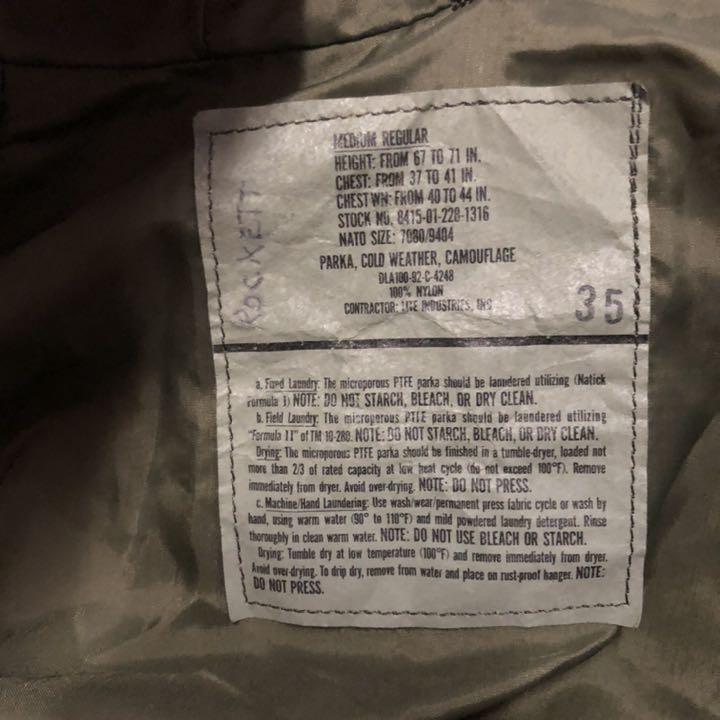 MEDIUM REGULAR
HEIGHT: FROM 67 TO 71 IN.
CHEST: FROM 37 TO 41 IN.
CHEST WN: FROM 40 TO 44 IN.
STOCK NO. 8415-01-228-1316
NATO SIZE: 7080/9404
PARKA, COLD WEATHER, CAMOUFLAGE
DLA100-92-C-4248
100% NYLON
CONTRACTOR: LITE INDUSTRIES, INC
ROCKETT
35
a. Fixed Laundry: The microporous PTFE parka should be laundered utilizing (Natick
Formula 1) NOTE: DO NOT STARCH, BLEACH, OR DRY CLEAN.
b. Field Laundry: The microporous PTFE parka should be laundered utilizing
"Formula 11" of TM 10-280. NOTE: DO NOT STARCH, BLEACH, OR DRY CLEAN.
Drying: The microporous PTFE parka should be finished in a tumble-dryer, loaded not
more than 2/3 of rated capacity at low heat cycle (do not exceed 100°F). Remove
immediately from dryer. Avoid over-drying. NOTE: DO NOT PRESS.
c. Machine/Hand Laundering: Use wash/wear/permanent press fabric cycle or wash by
hand, using warm water (90° to 110°F) and mild powdered laundry detergent. Rinse
thoroughly in clean warm water. NOTE: DO NOT USE BLEACH OR STARCH.
Drying: Tumble dry at low temperature (100°F) and remove immediately from dryer.
Avoid over-drying. To drip dry, remove from water and place on rust-proof hanger. NOTE:
DO NOT PRESS.